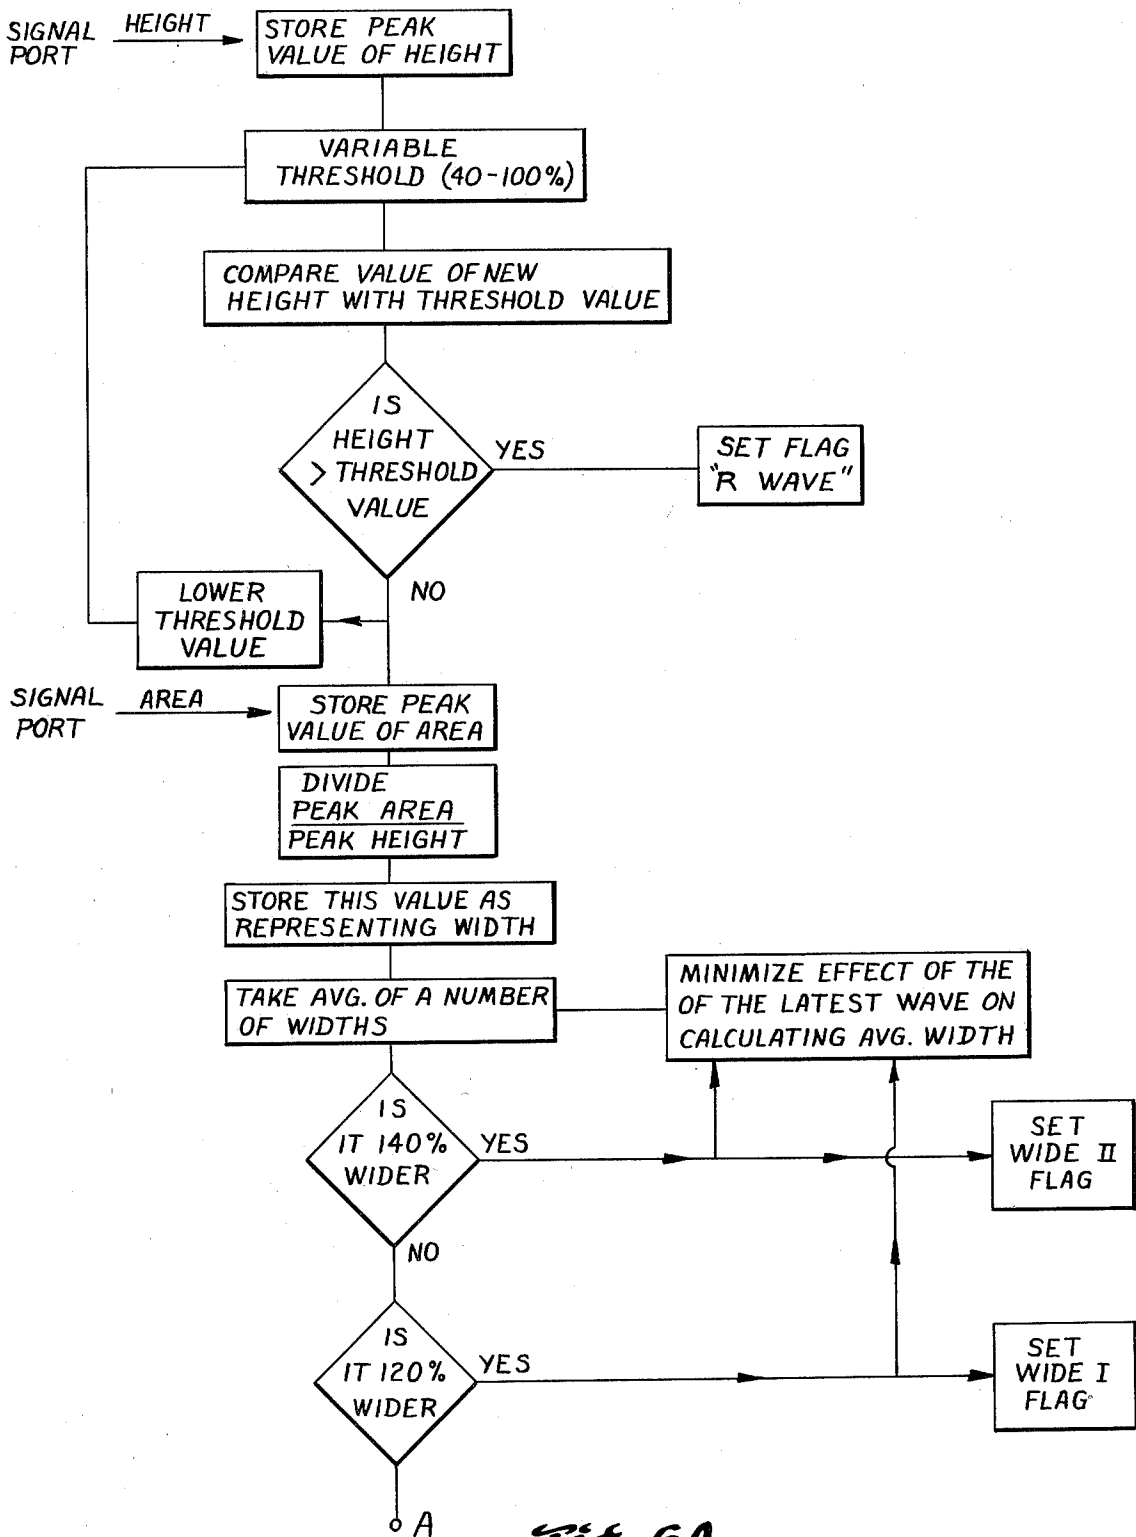 SIGNAL
PORT
HEIGHT
STORE PEAK
VALUE OF HEIGHT
VARIABLE
THRESHOLD (40-100%)
COMPARE VALUE OF NEW
HEIGHT WITH THRESHOLD VALUE
IS
HEIGHT
> THRESHOLD
VALUE
YES
SET FLAG
"R WAVE"
NO
LOWER
THRESHOLD
VALUE
SIGNAL
PORT
AREA
STORE PEAK
VALUE OF AREA
DIVIDE
PEAK AREA
PEAK HEIGHT
STORE THIS VALUE AS
REPRESENTING WIDTH
TAKE AVG. OF A NUMBER
OF WIDTHS
MINIMIZE EFFECT OF THE
OF THE LATEST WAVE ON
CALCULATING AVG. WIDTH
IS
IT 140%
WIDER
YES
SET
WIDE II
FLAG
NO
IS
IT 120%
WIDER
YES
SET
WIDE I
FLAG
A